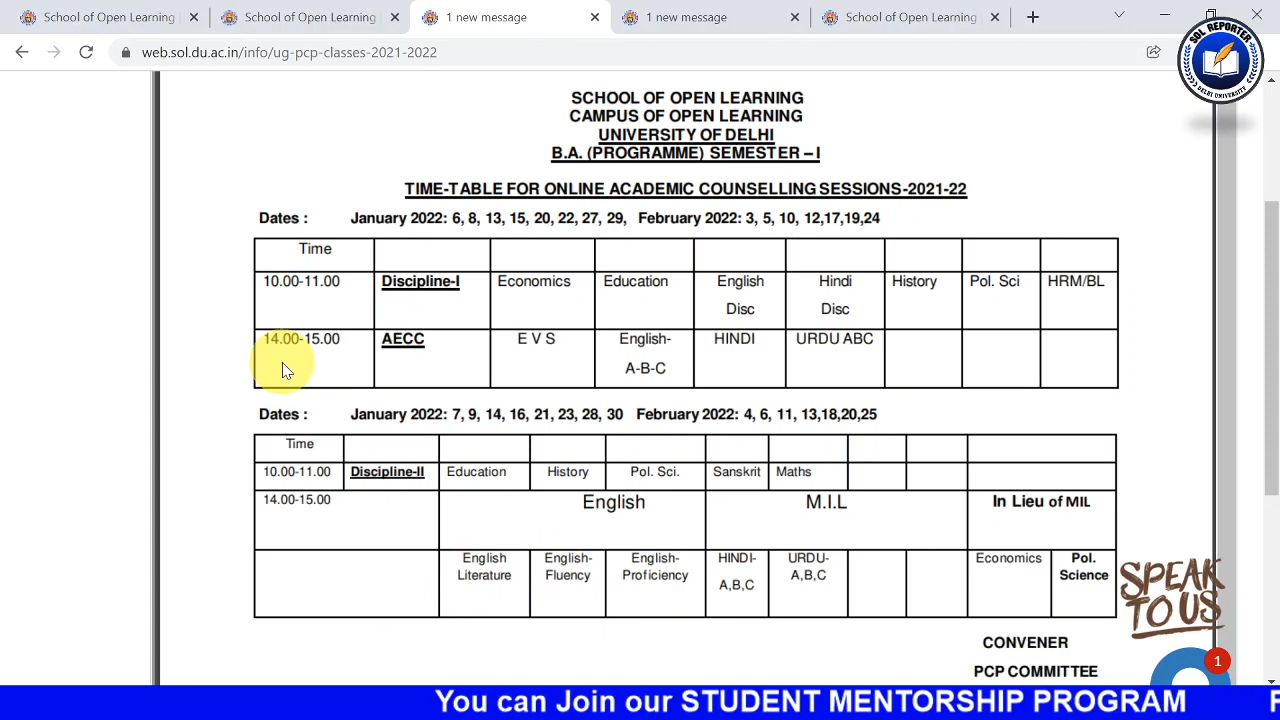 School of Open Learning
School of Open Learning
1 new message
1 new message
School of Open Learning
web.sol.du.ac.in/info/ug-pcp-classes-2021-2022
SOL REPORTER
DELHI UNIVERSITY
SCHOOL OF OPEN LEARNING
CAMPUS OF OPEN LEARNING
UNIVERSITY OF DELHI
B.A. (PROGRAMME) SEMESTER – I
TIME-TABLE FOR ONLINE ACADEMIC COUNSELLING SESSIONS-2021-22
Dates : January 2022: 6, 8, 13, 15, 20, 22, 27, 29, February 2022: 3, 5, 10, 12,17,19,24
Time
10.00-11.00 Discipline-I Economics Education English Disc Hindi Disc History Pol. Sci HRM/BL
14.00-15.00 AECC E V S English-A-B-C HINDI URDU ABC
Dates : January 2022: 7, 9, 14, 16, 21, 23, 28, 30 February 2022: 4, 6, 11, 13,18,20,25
Time
10.00-11.00 Discipline-II Education History Pol. Sci. Sanskrit Maths
14.00-15.00 English M.I.L In Lieu of MIL
English Literature English-Fluency English-Proficiency HINDI-A,B,C URDU-A,B,C Economics Pol. Science
SPEAK
TO US
CONVENER
PCP COMMITTEE
1
You can Join our STUDENT MENTORSHIP PROGRAM